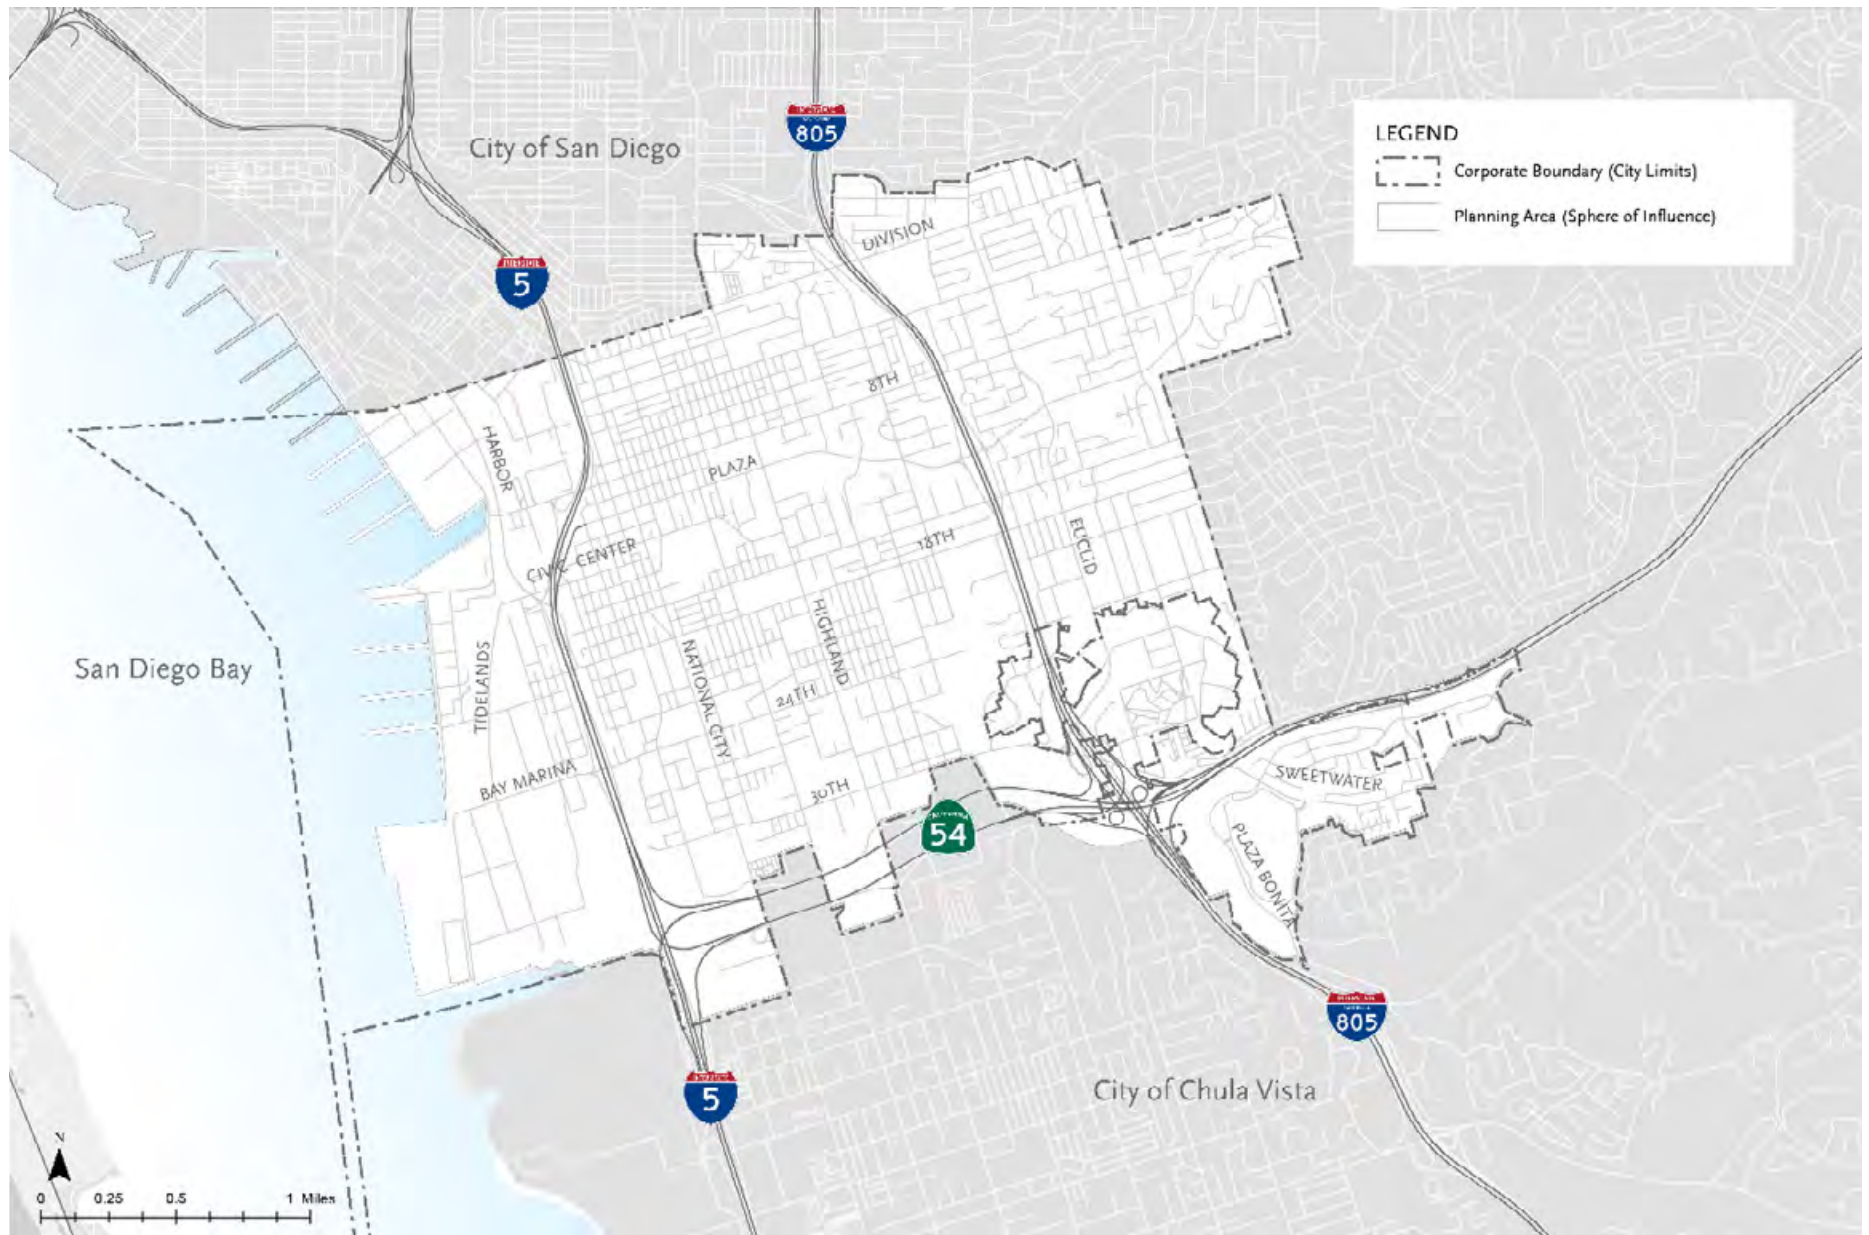 City of San Diego
805
LEGEND
Corporate Boundary (City Limits)
Planning Area (Sphere of Influence)
DIVISION
5
8TH
HARBOR
PLAZA
18TH
EUCLID
CIVIC CENTER
HIGHLAND
NATIONAL CITY
TIDELANDS
San Diego Bay
24TH
BAY MARINA
30TH
SWEETWATER
54
PLAZA BONITA
805
5
City of Chula Vista
N
0 0.25 0.5 1 Miles